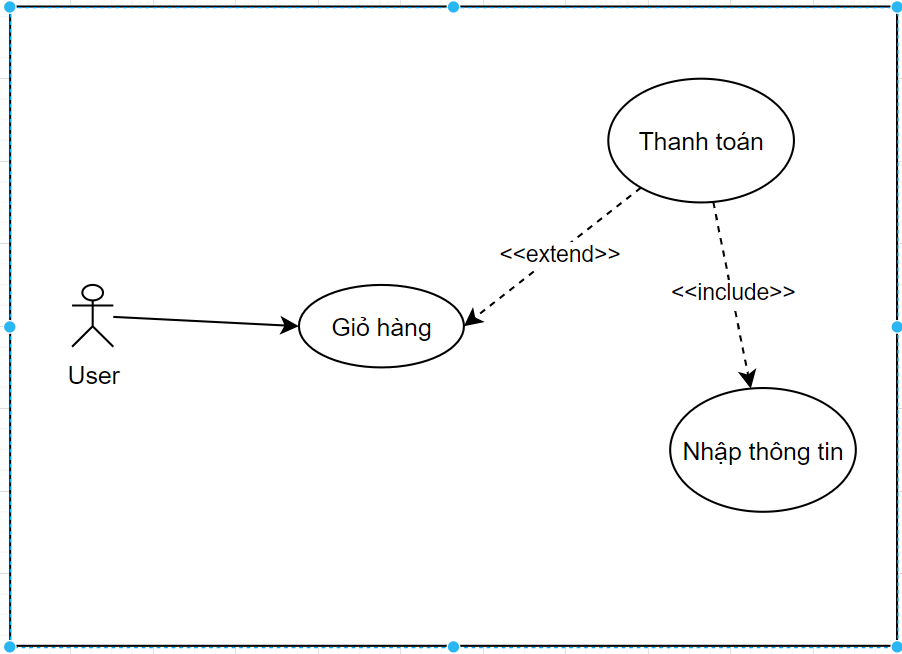 Thanh toán
<<extend>>
<<include>>
Giỏ hàng
User
Nhập thông tin